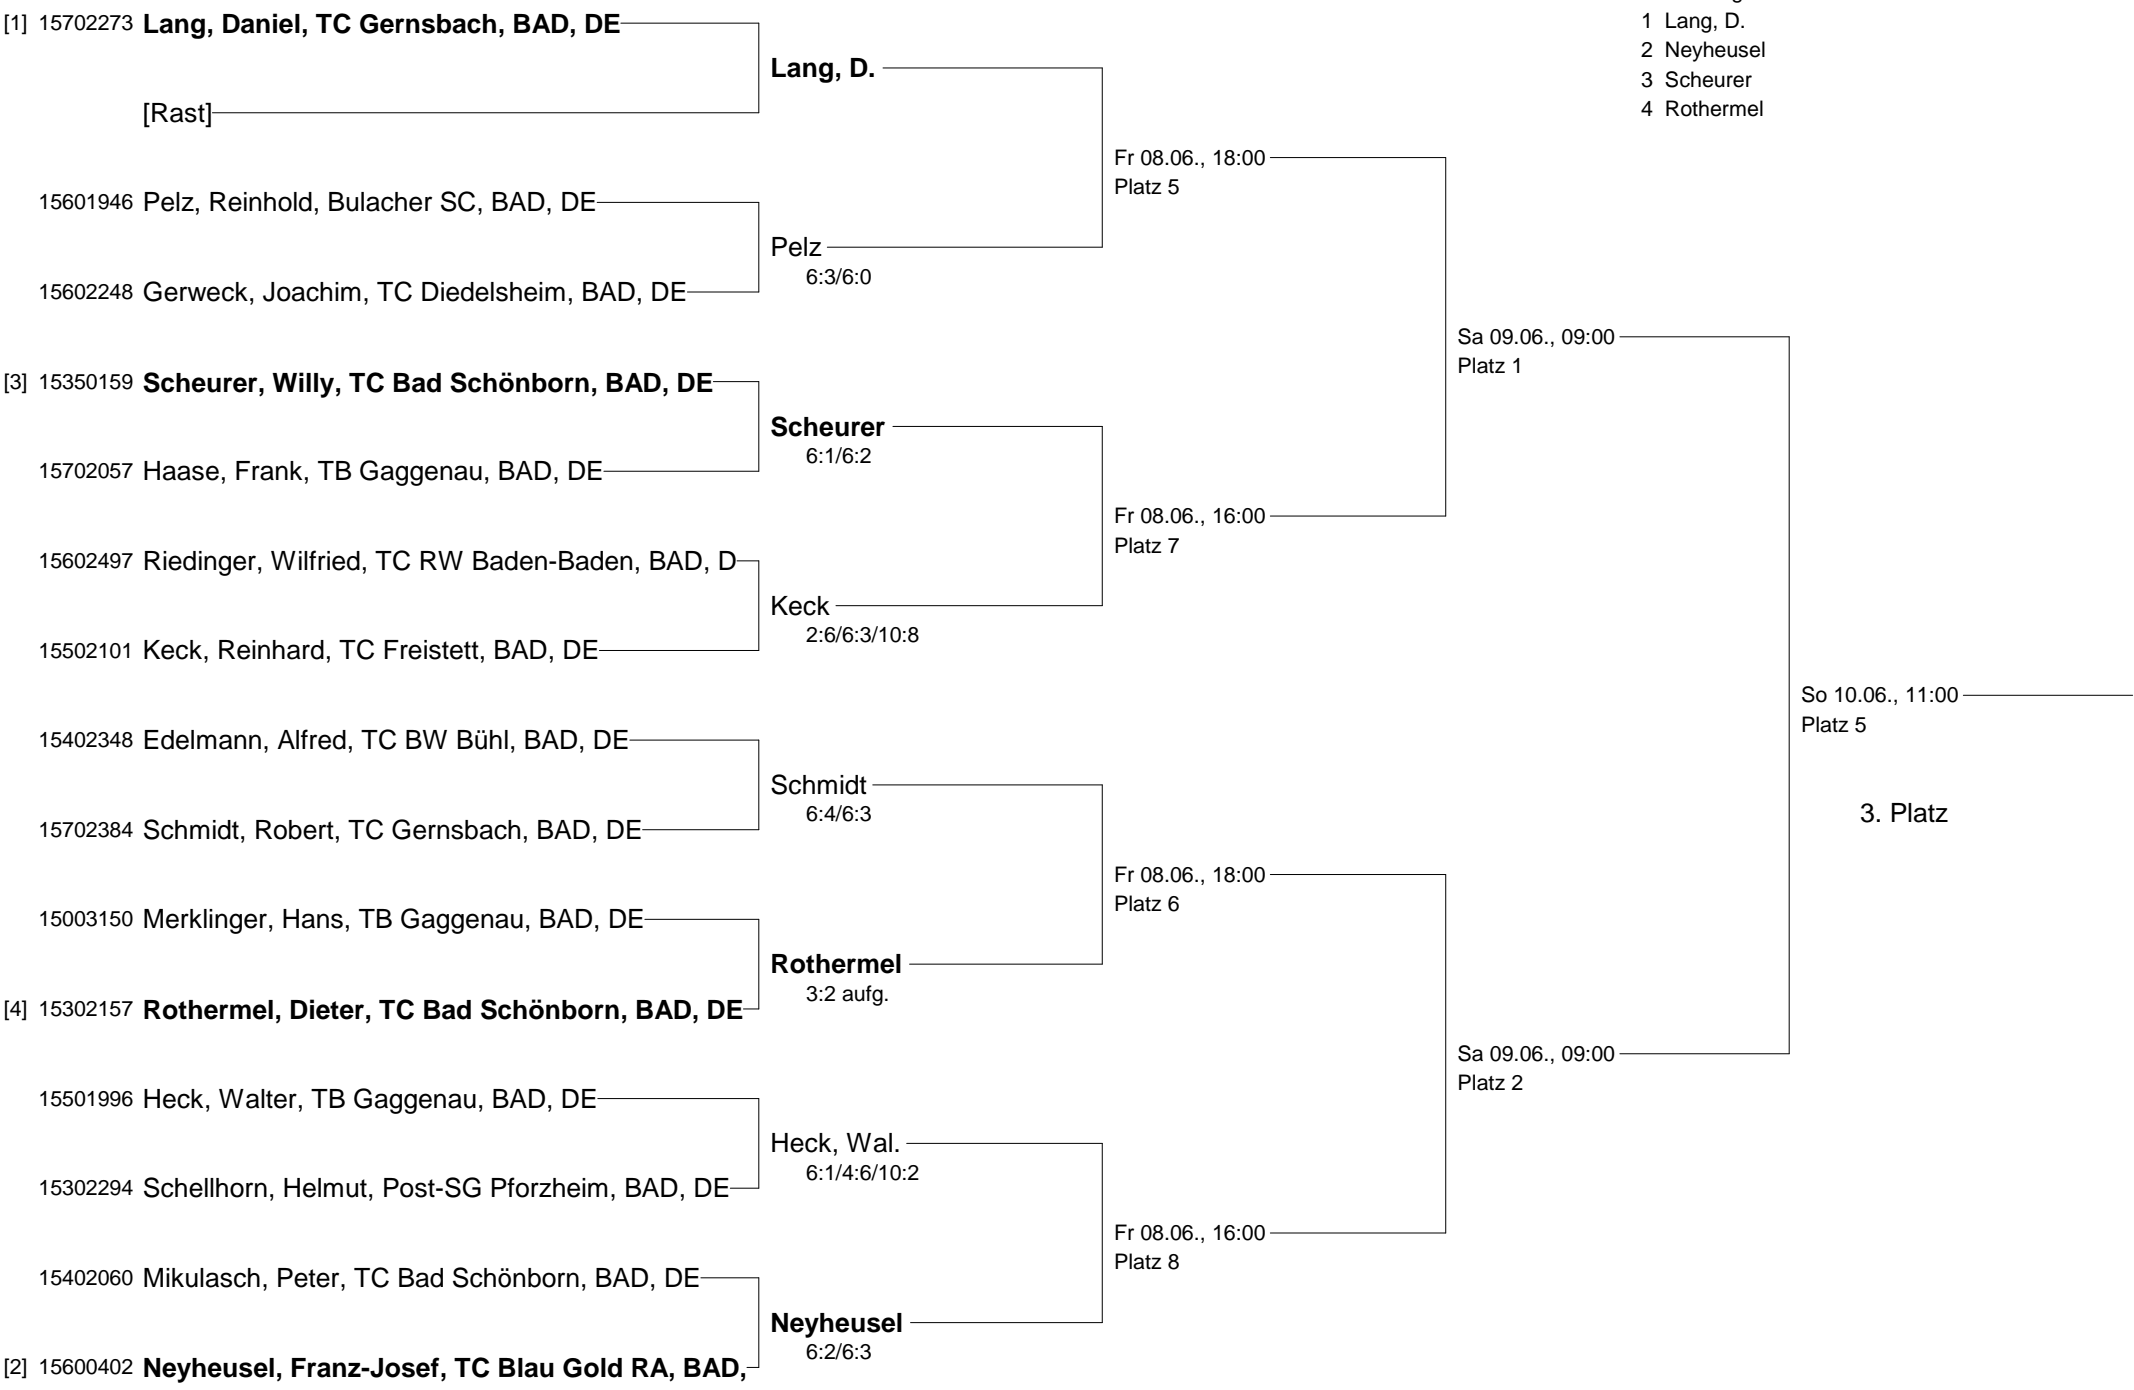 [1] 15702273 Lang, Daniel, TC Gernsbach, BAD, DE
[Rast]
15601946 Pelz, Reinhold, Bulacher SC, BAD, DE
15602248 Gerweck, Joachim, TC Diedelsheim, BAD, DE
[3] 15350159 Scheurer, Willy, TC Bad Schönborn, BAD, DE
15702057 Haase, Frank, TB Gaggenau, BAD, DE
15602497 Riedinger, Wilfried, TC RW Baden-Baden, BAD, D
15502101 Keck, Reinhard, TC Freistett, BAD, DE
15402348 Edelmann, Alfred, TC BW Bühl, BAD, DE
15702384 Schmidt, Robert, TC Gernsbach, BAD, DE
15003150 Merklinger, Hans, TB Gaggenau, BAD, DE
[4] 15302157 Rothermel, Dieter, TC Bad Schönborn, BAD, DE
15501996 Heck, Walter, TB Gaggenau, BAD, DE
15302294 Schellhorn, Helmut, Post-SG Pforzheim, BAD, DE
15402060 Mikulasch, Peter, TC Bad Schönborn, BAD, DE
[2] 15600402 Neyheusel, Franz-Josef, TC Blau Gold RA, BAD,
Lang, D.
Pelz
6:3/6:0
Scheurer
6:1/6:2
Keck
2:6/6:3/10:8
Schmidt
6:4/6:3
Rothermel
3:2 aufg.
Heck, Wal.
6:1/4:6/10:2
Neyheusel
6:2/6:3
Fr 08.06., 18:00
Platz 5
Fr 08.06., 16:00
Platz 7
Fr 08.06., 18:00
Platz 6
Fr 08.06., 16:00
Platz 8
Sa 09.06., 09:00
Platz 1
Sa 09.06., 09:00
Platz 2
So 10.06., 11:00
Platz 5
3. Platz
1 Lang, D.
2 Neyheusel
3 Scheurer
4 Rothermel